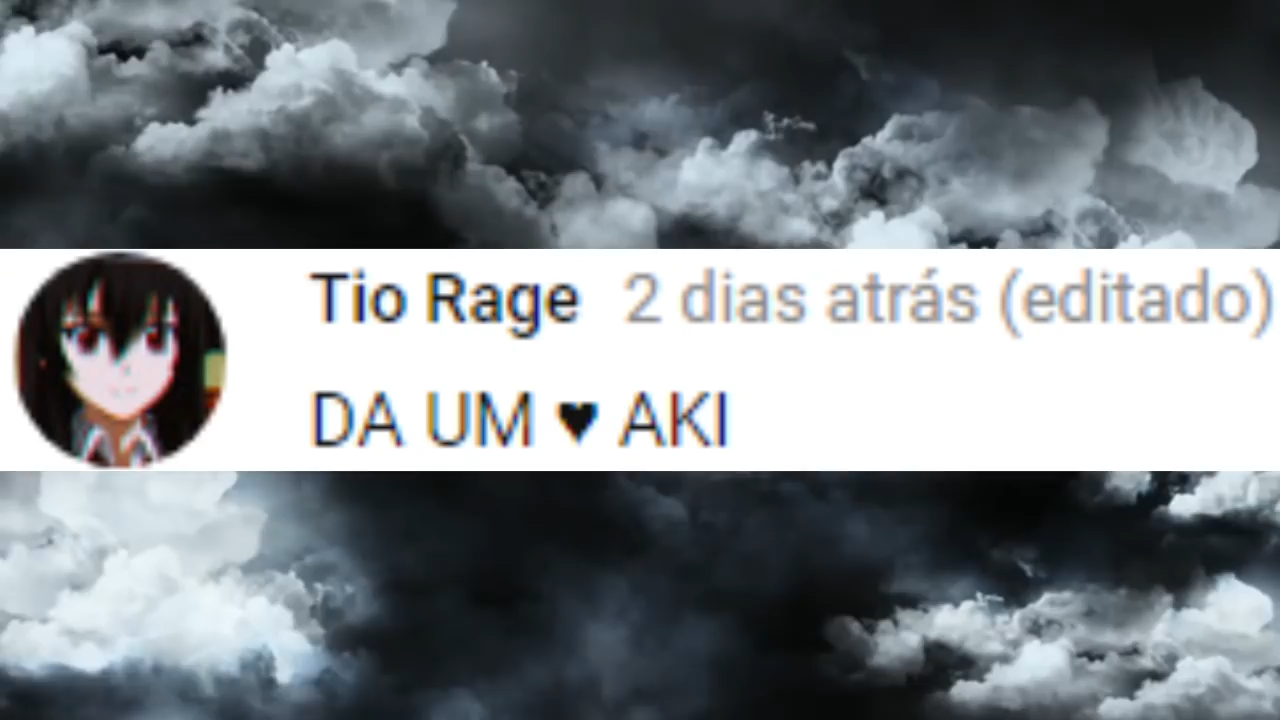 Tio Rage 2 dias atrás (editado)
DA UM ♥ AKI